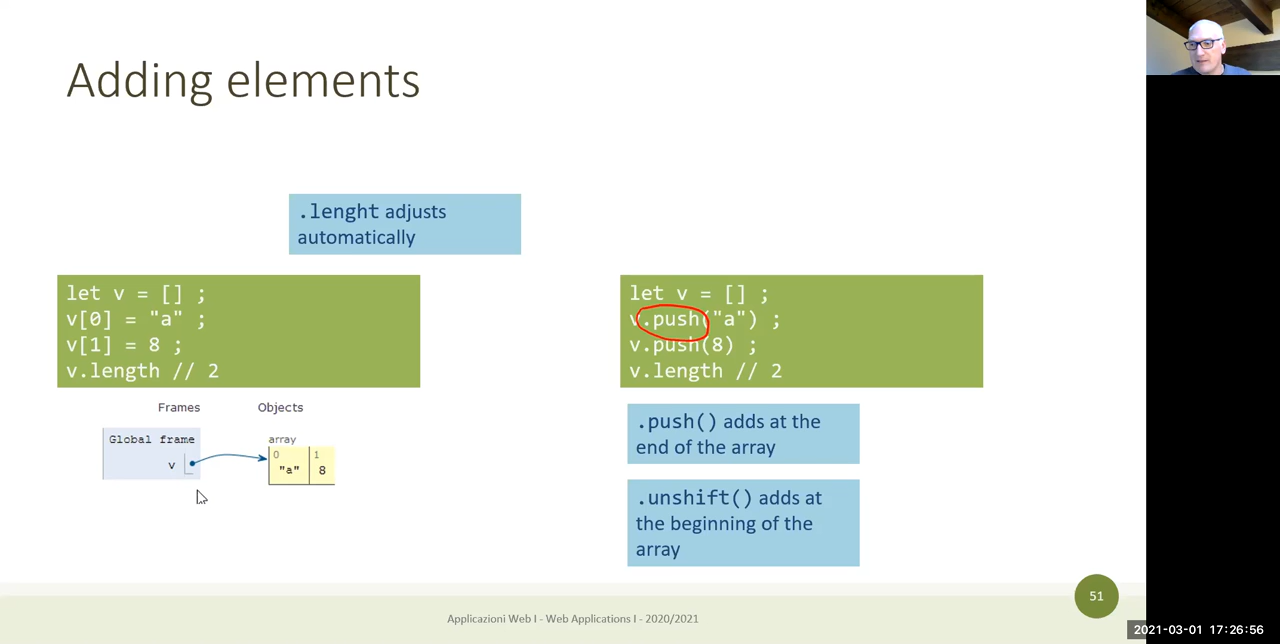 Adding elements
.lenght adjusts
automatically
let v = [] ;
v[0] = "a" ;
v[1] = 8 ;
v.length // 2
Frames
Objects
Global frame
v
array
0
1
"a"
8
let v = [] ;
v.push("a") ;
v.push(8) ;
v.length // 2
.push() adds at the
end of the array
.unshift() adds at
the beginning of the
array
51
Applicazioni Web I - Web Applications I - 2020/2021
2021-03-01 17:26:56